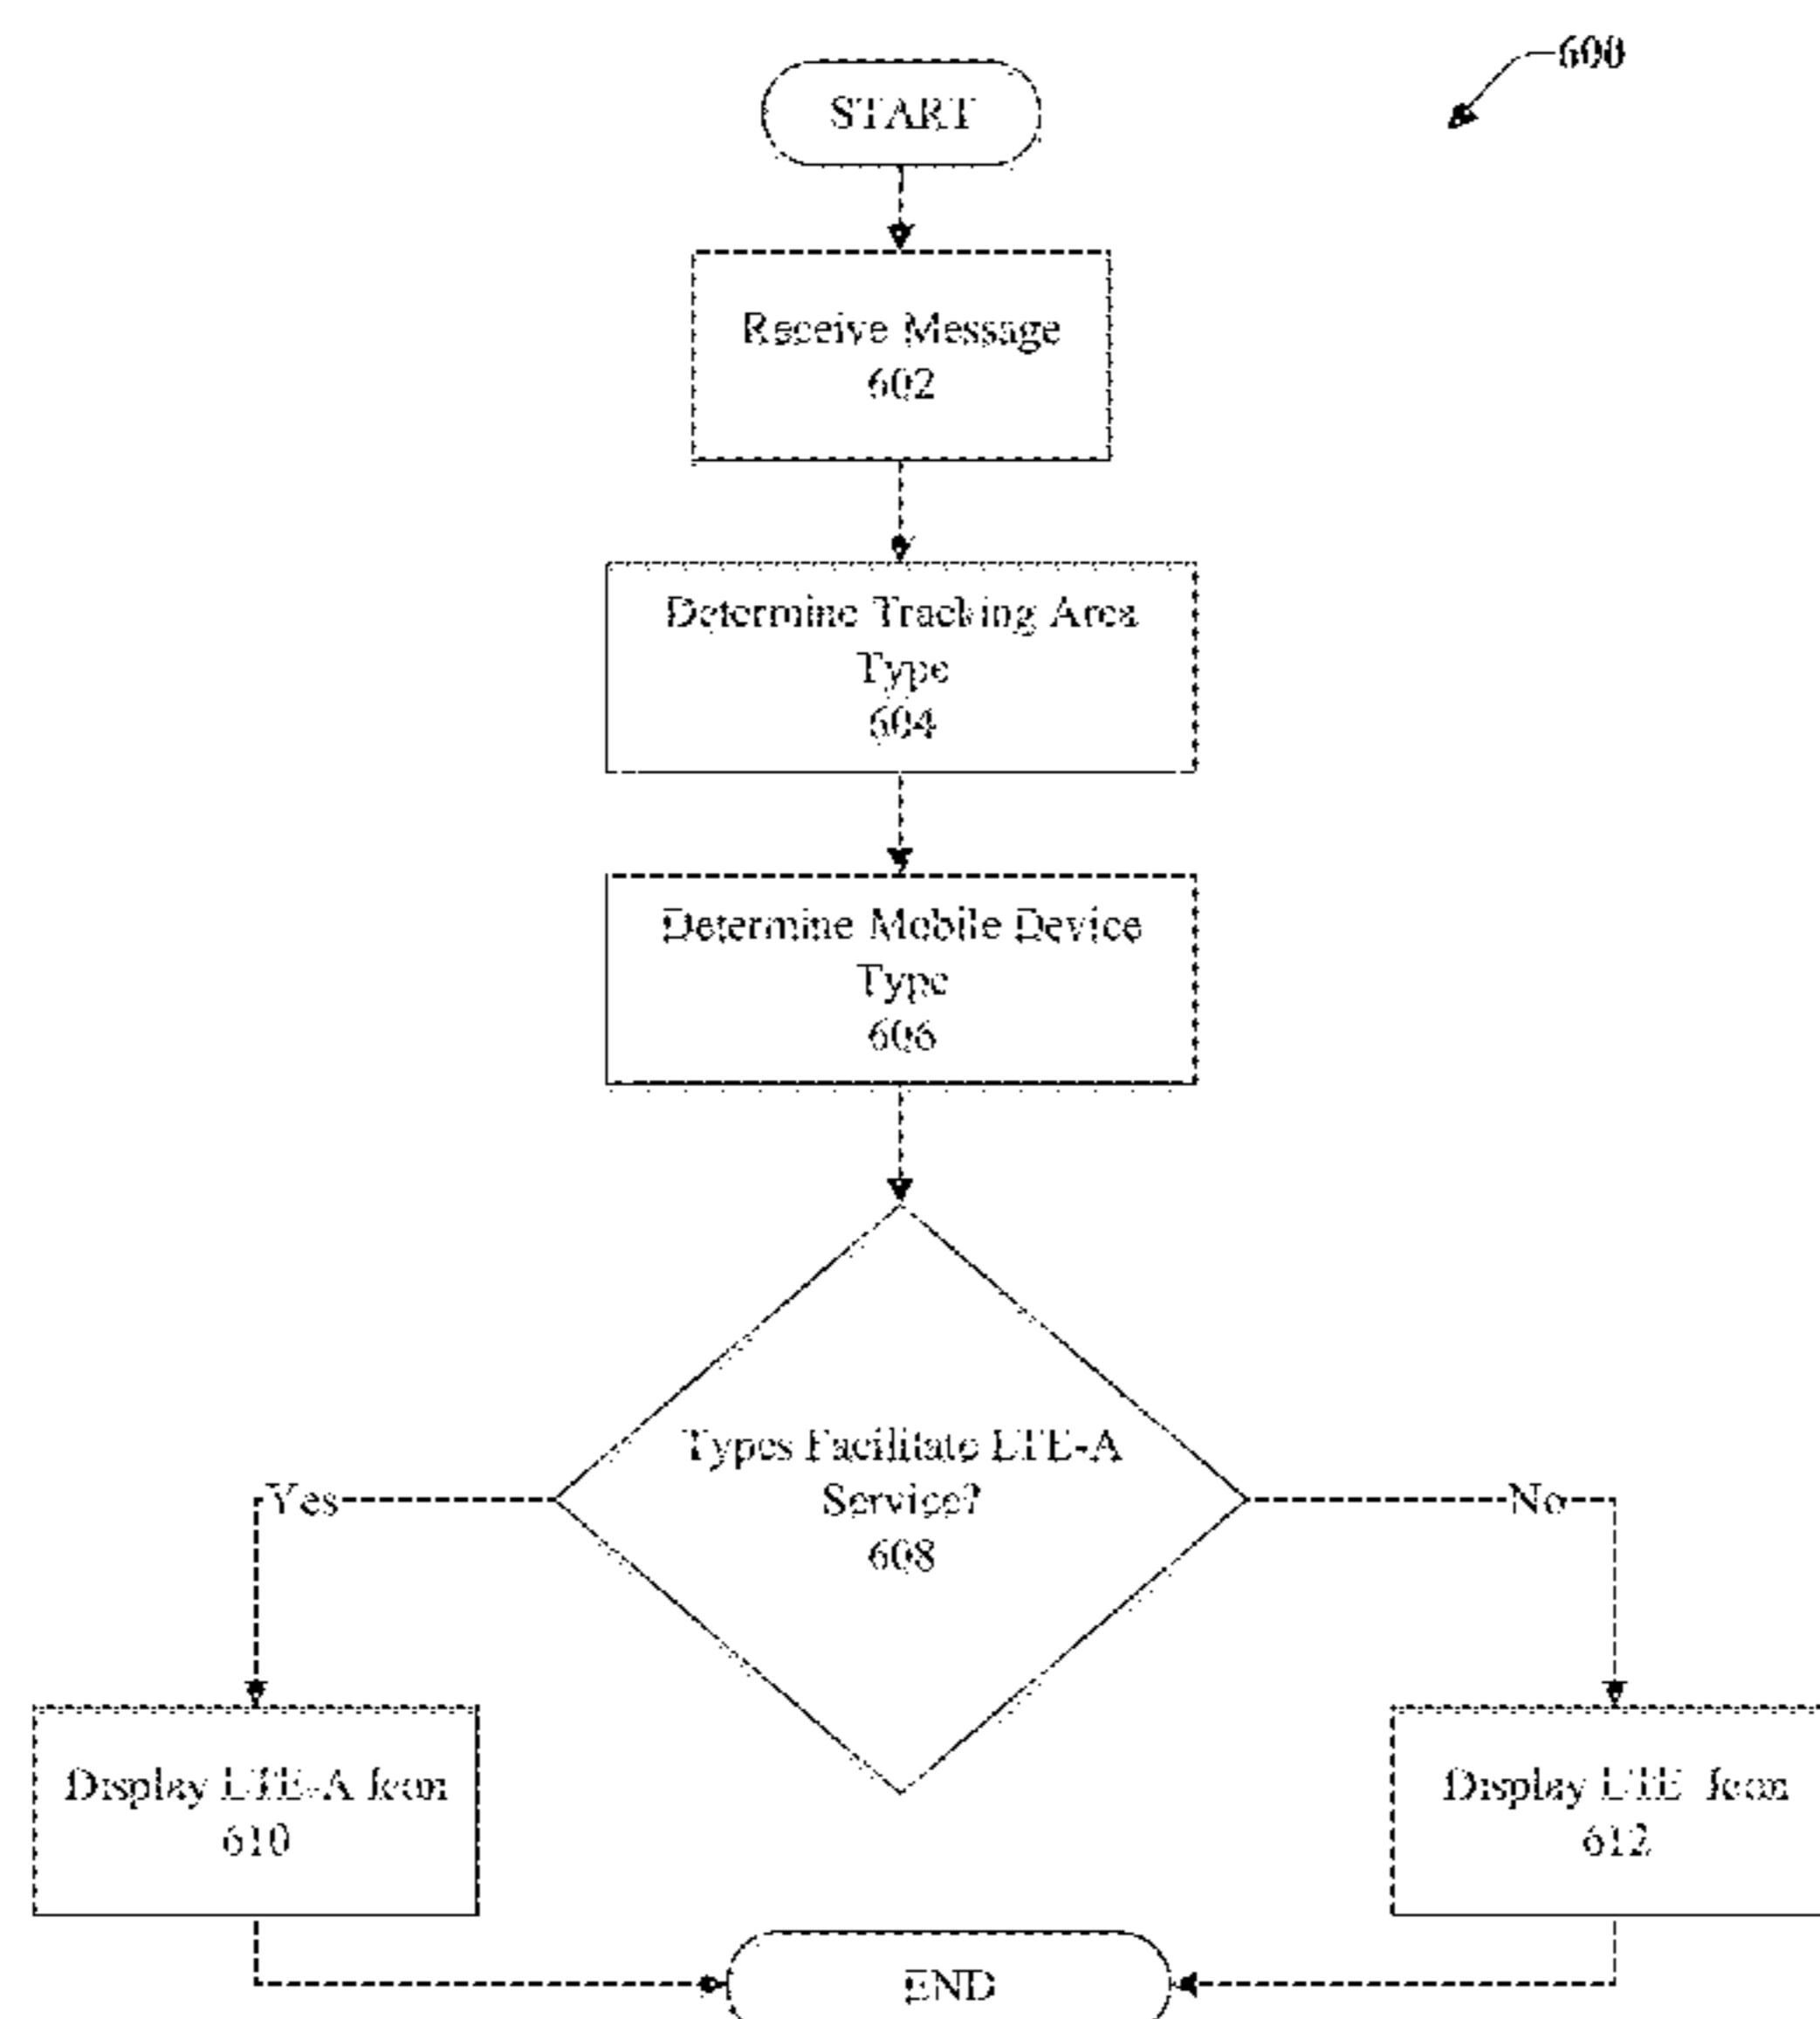 600
START
Receive Message
602
Determine Tracking Area
Type
604
Determine Mobile Device
Type
606
Types Facilitate LTE-A
Service?
608
Yes
No
Display LTE-A Icon
610
Display LTE Icon
612
END